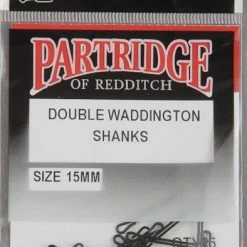 PARTRIDGE
OF REDDITCH
DOUBLE WADDINGTON
SHANKS
SIZE 15MM